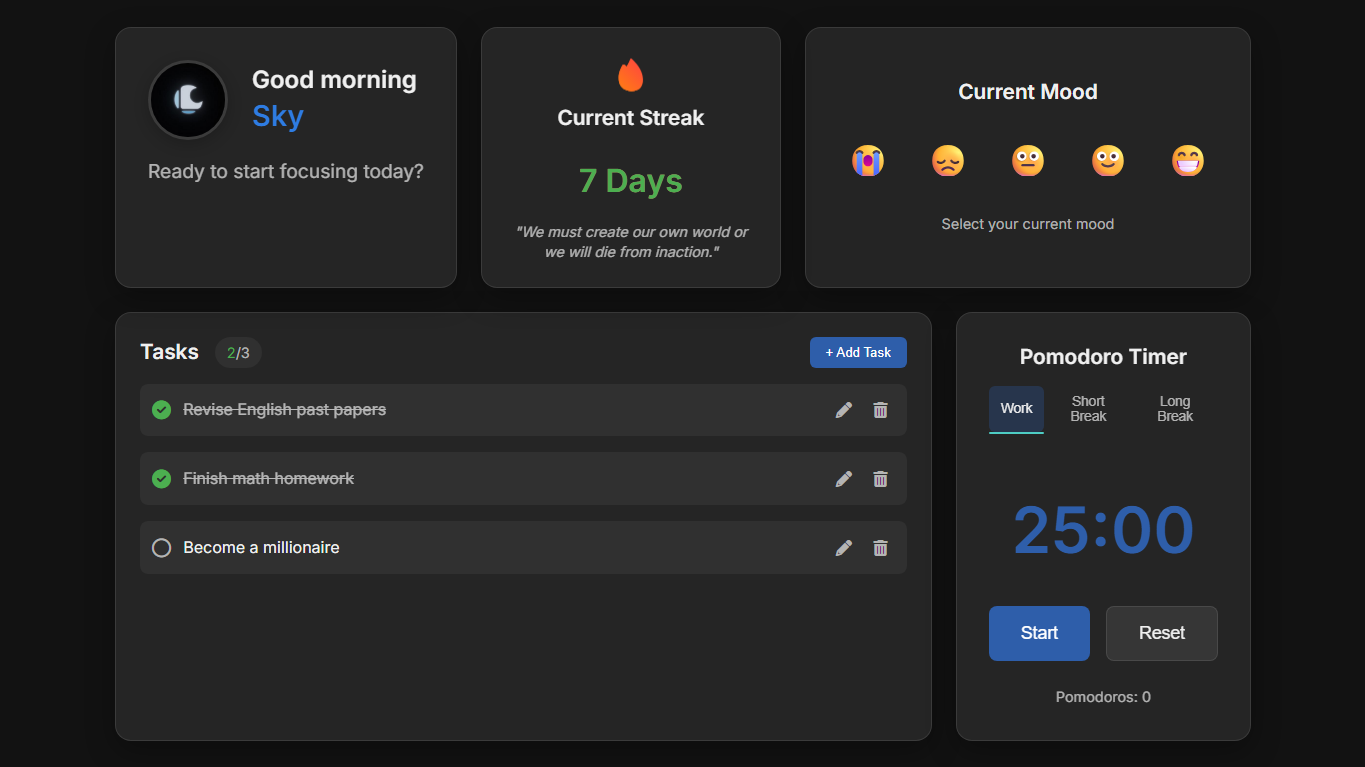 Good morning
Sky
Ready to start focusing today?
Current Streak
7 Days
"We must create our own world or
we will die from inaction."
Current Mood
Select your current mood
Tasks 2/3
+ Add Task
Revise English past papers
Finish math homework
Become a millionaire
Pomodoro Timer
Work
Short
Break
Long
Break
25:00
Start
Reset
Pomodoros: 0